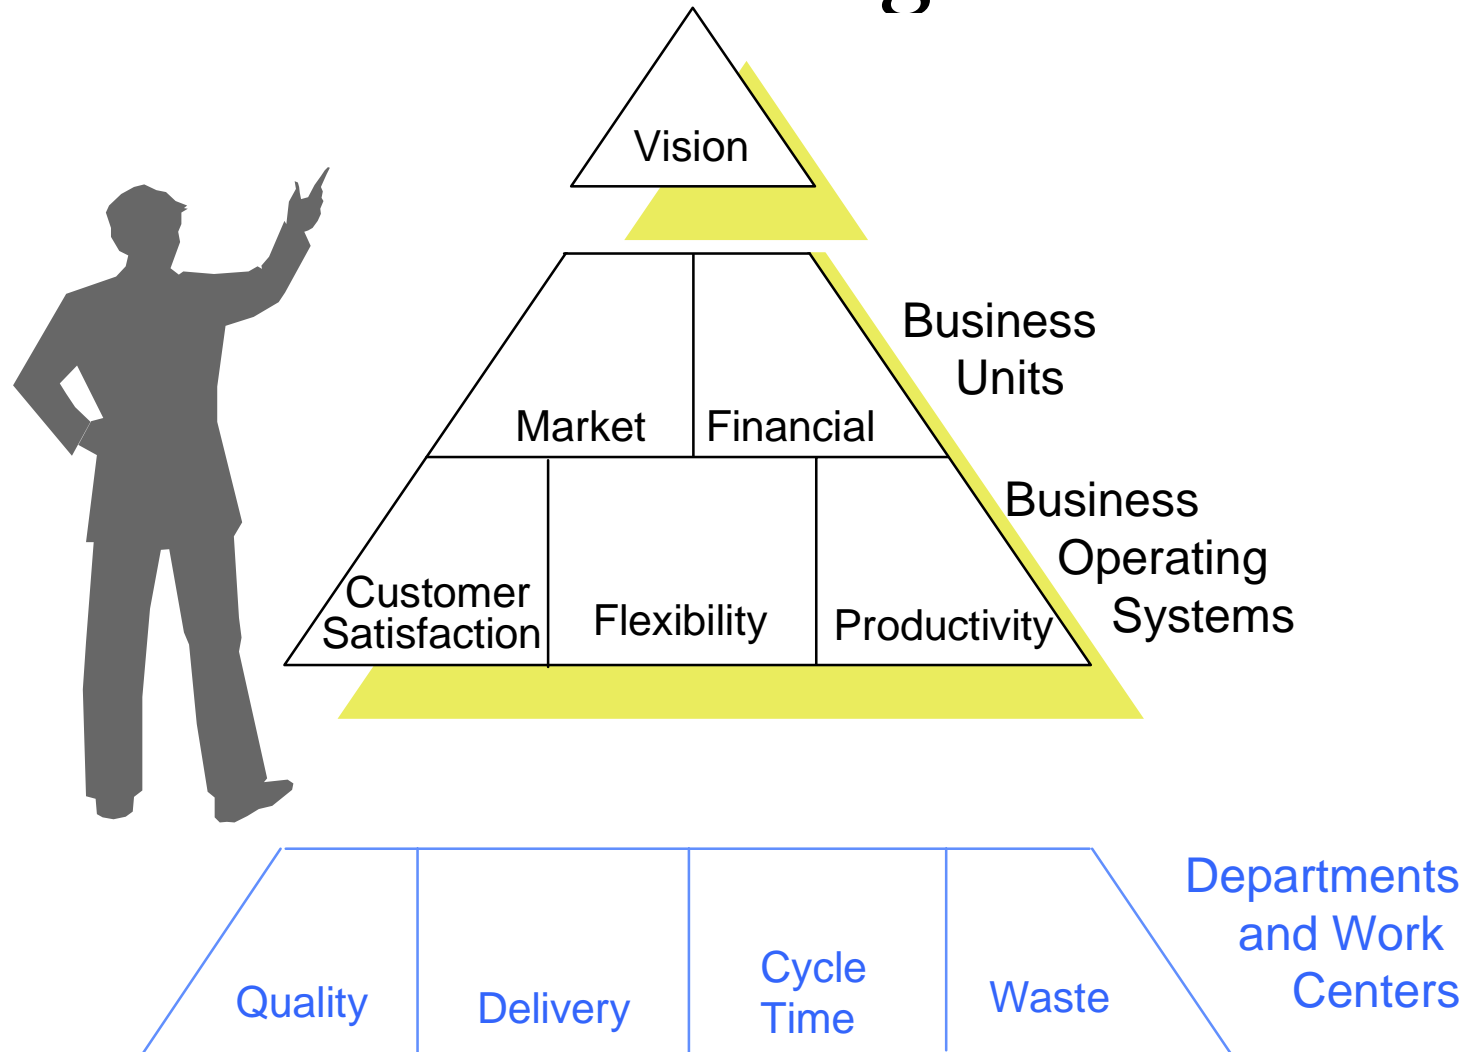 Vision
Business
Units
Market
Financial
Business
Operating
Systems
Customer
Satisfaction
Flexibility
Productivity
Departments
and Work
Centers
Quality
Delivery
Cycle
Time
Waste